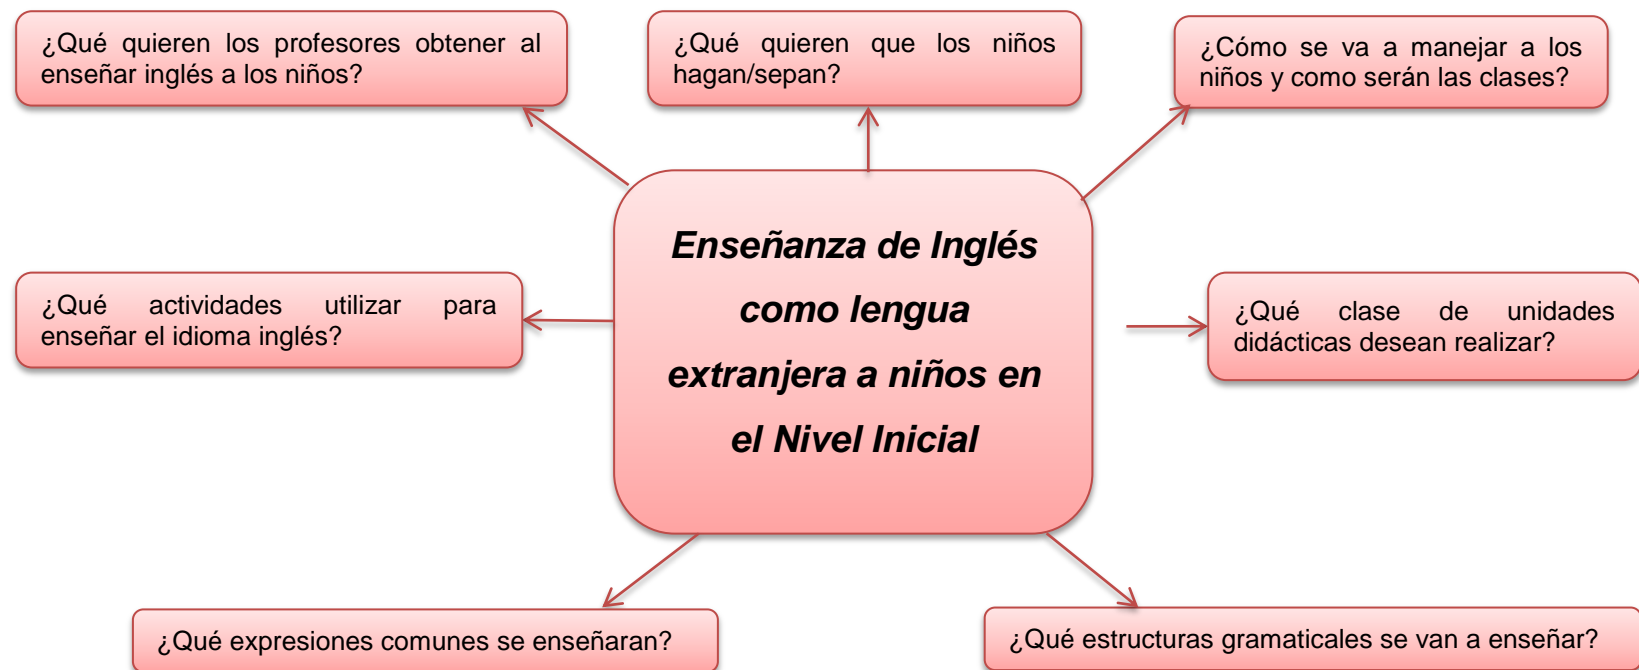 ¿Qué quieren los profesores obtener al
enseñar inglés a los niños?
¿Qué quieren que los niños
hagan/sepan?
¿Cómo se va a manejar a los
niños y como serán las clases?
Enseñanza de Inglés
como lengua
extranjera a niños en
el Nivel Inicial
¿Qué actividades utilizar para
enseñar el idioma inglés?
¿Qué clase de unidades
didácticas desean realizar?
¿Qué expresiones comunes se enseñaran?
¿Qué estructuras gramaticales se van a enseñar?